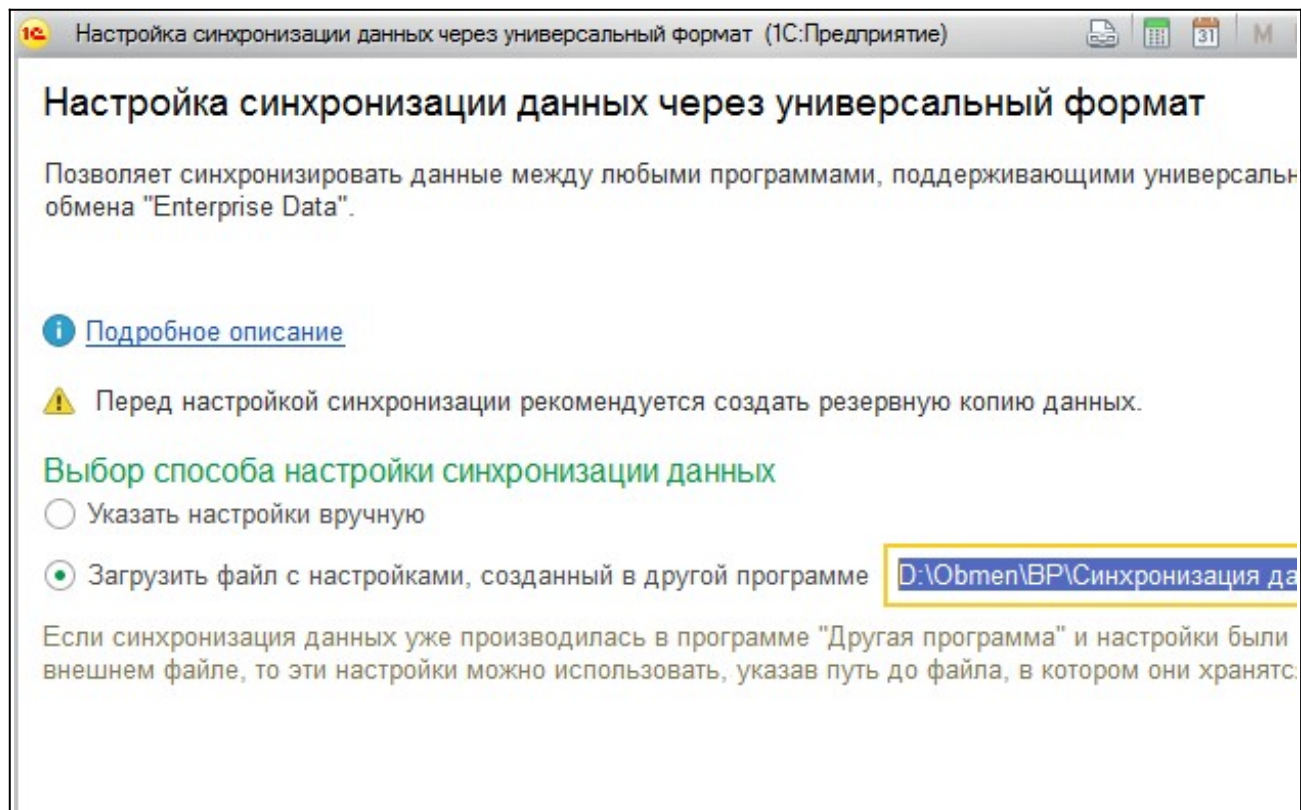 1С Настройка синхронизации данных через универсальный формат (1С:Предприятие) 31 M
Настройка синхронизации данных через универсальный формат
Позволяет синхронизировать данные между любыми программами, поддерживающими универсальн
обмена "Enterprise Data".
Подробное описание
Перед настройкой синхронизации рекомендуется создать резервную копию данных.
Выбор способа настройки синхронизации данных
Указать настройки вручную
Загрузить файл с настройками, созданный в другой программе D:\Obmen\BP\Синхронизация да
Если синхронизация данных уже производилась в программе "Другая программа" и настройки были
внешнем файле, то эти настройки можно использовать, указав путь до файла, в котором они хранятс